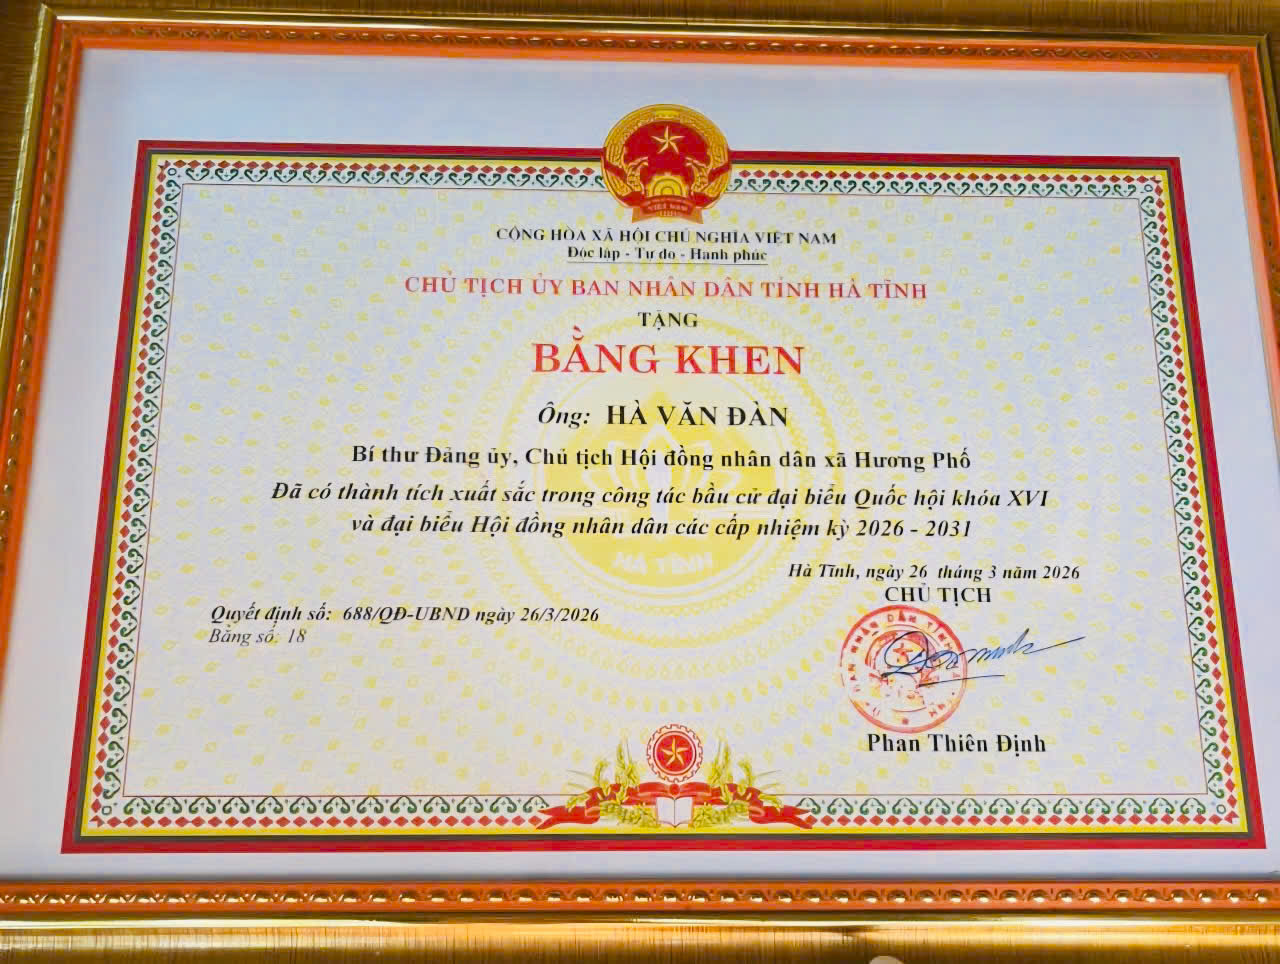 VIỆT NAM
CỘNG HÒA XÃ HỘI CHỦ NGHĨA VIỆT NAM
Độc lập - Tự do - Hạnh phúc
CHỦ TỊCH ỦY BAN NHÂN DÂN TỈNH HÀ TĨNH
TẶNG
BẰNG KHEN
Ông: HÀ VĂN ĐÀN
Bí thư Đảng ủy, Chủ tịch Hội đồng nhân dân xã Hương Phố
Đã có thành tích xuất sắc trong công tác bầu cử đại biểu Quốc hội khóa XVI
và đại biểu Hội đồng nhân dân các cấp nhiệm kỳ 2026 - 2031
HÀ TĨNH
Hà Tĩnh, ngày 26 tháng 3 năm 2026
CHỦ TỊCH
Quyết định số: 688/QĐ-UBND ngày 26/3/2026
Bằng số: 18
Phan Thiên Định